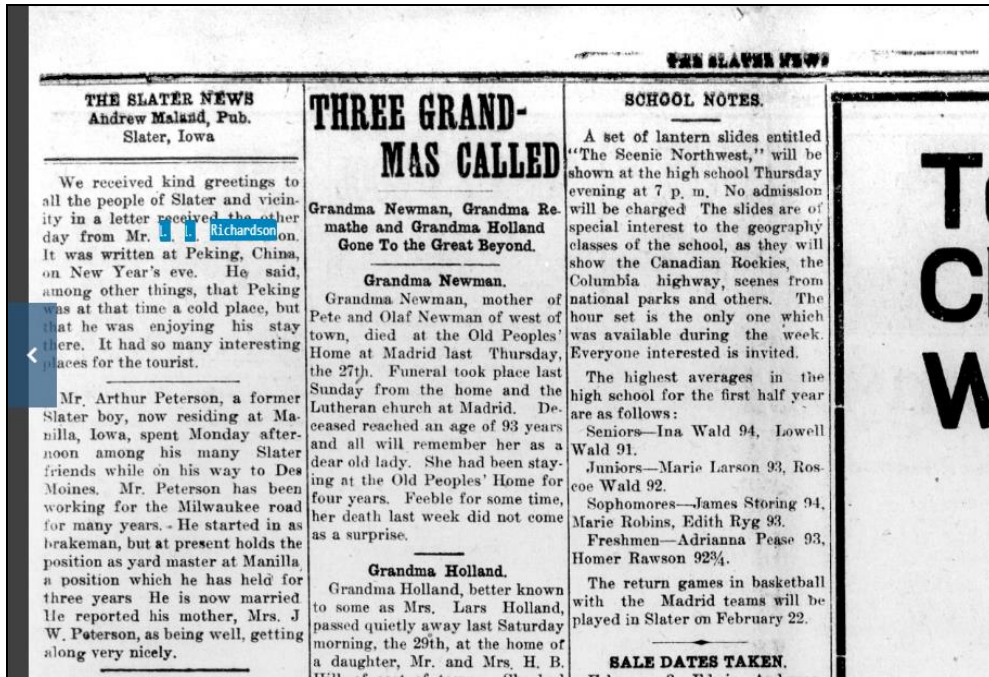 THE SLATER NEWS
THE SLATER NEWS
Andrew Maland, Pub.
Slater, Iowa
We received kind greetings to
all the people of Slater and vicin-
ity in a letter received the other
day from Mr. L. L. Richardson.
It was written at Peking, China,
on New Year's eve. He said,
among other things, that Peking
was at that time a cold place, but
that he was enjoying his stay
there. It had so many interesting
places for the tourist.
Mr. Arthur Peterson, a former
Slater boy, now residing at Ma-
nilla, Iowa, spent Monday after-
noon among his many Slater
friends while on his way to Des
Moines. Mr. Peterson has been
working for the Milwaukee road
for many years. He started in as
brakeman, but at present holds the
position as yard master at Manilla
a position which he has held for
three years He is now married
He reported his mother, Mrs. J
W. Peterson, as being well, getting
along very nicely.
THREE GRAND-
MAS CALLED
Grandma Newman, Grandma Re-
mathe and Grandma Holland
Gone To the Great Beyond.
Grandma Newman.
Grandma Newman, mother of
Pete and Olaf Newman of west of
town, died at the Old Peoples'
Home at Madrid last Thursday,
the 27th. Funeral took place last
Sunday from the home and the
Lutheran church at Madrid. De-
ceased reached an age of 93 years
and all will remember her as a
dear old lady. She had been stay-
ing at the Old Peoples' Home for
four years. Feeble for some time,
her death last week did not come
as a surprise.
Grandma Holland.
Grandma Holland, better known
to some as Mrs. Lars Holland,
passed quietly away last Saturday
morning, the 29th, at the home of
a daughter, Mr. and Mrs. H. B.
SCHOOL NOTES.
A set of lantern slides entitled
"The Scenic Northwest," will be
shown at the high school Thursday
evening at 7 p. m. No admission
will be charged The slides are of
special interest to the geography
classes of the school, as they will
show the Canadian Rockies, the
Columbia highway, scenes from
national parks and others. The
hour set is the only one which
was available during the week.
Everyone interested is invited.
The highest averages in the
high school for the first half year
are as follows:
Seniors—Ina Wald 94, Lowell
Wald 91.
Juniors—Marie Larson 93, Ros-
coe Wald 92.
Sophomores—James Storing 94,
Marie Robins, Edith Ryg 93.
Freshmen—Adrianna Pease 93,
Homer Rawson 92¾.
The return games in basketball
with the Madrid teams will be
played in Slater on February 22.
SALE DATES TAKEN.